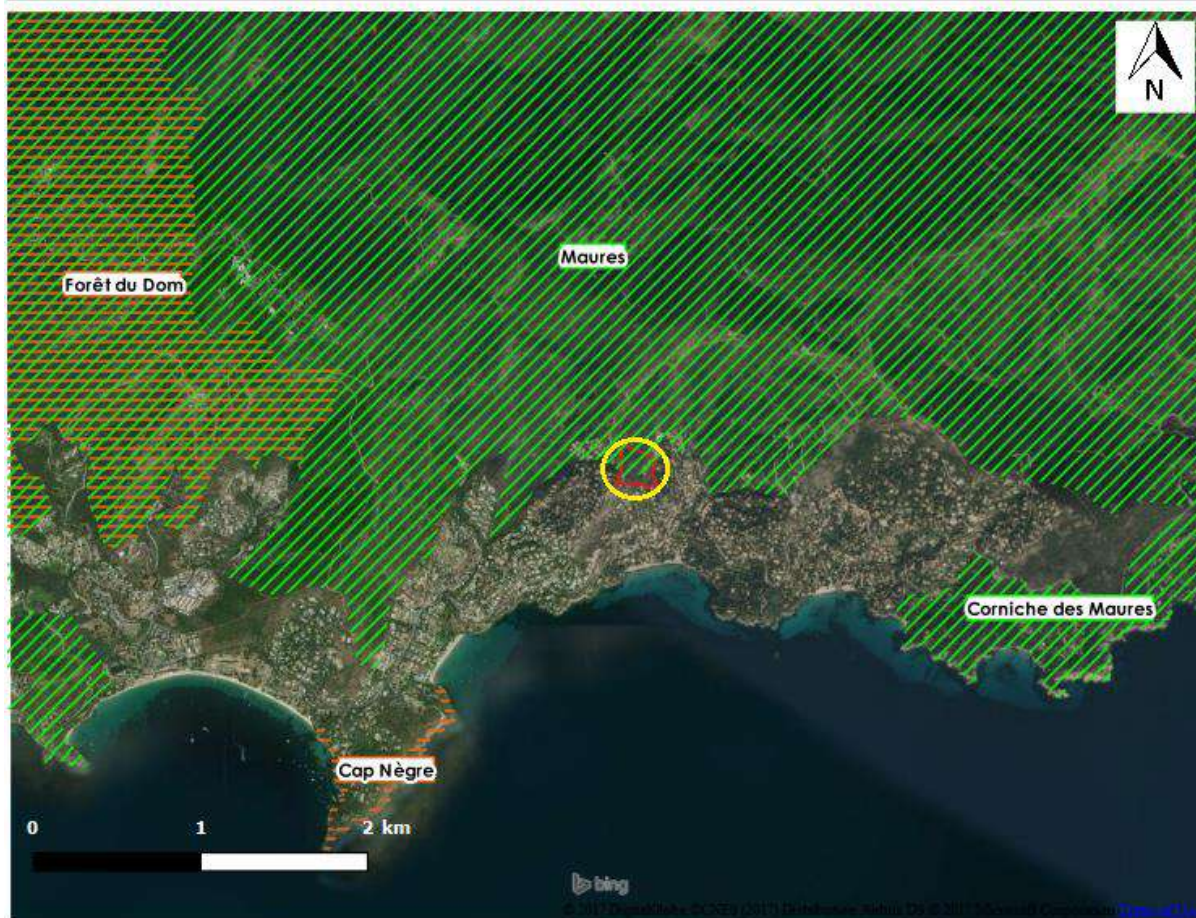 N
Maures
Forêt du Dom
Corniche des Maures
Cap Nègre
0 1 2 km
bing